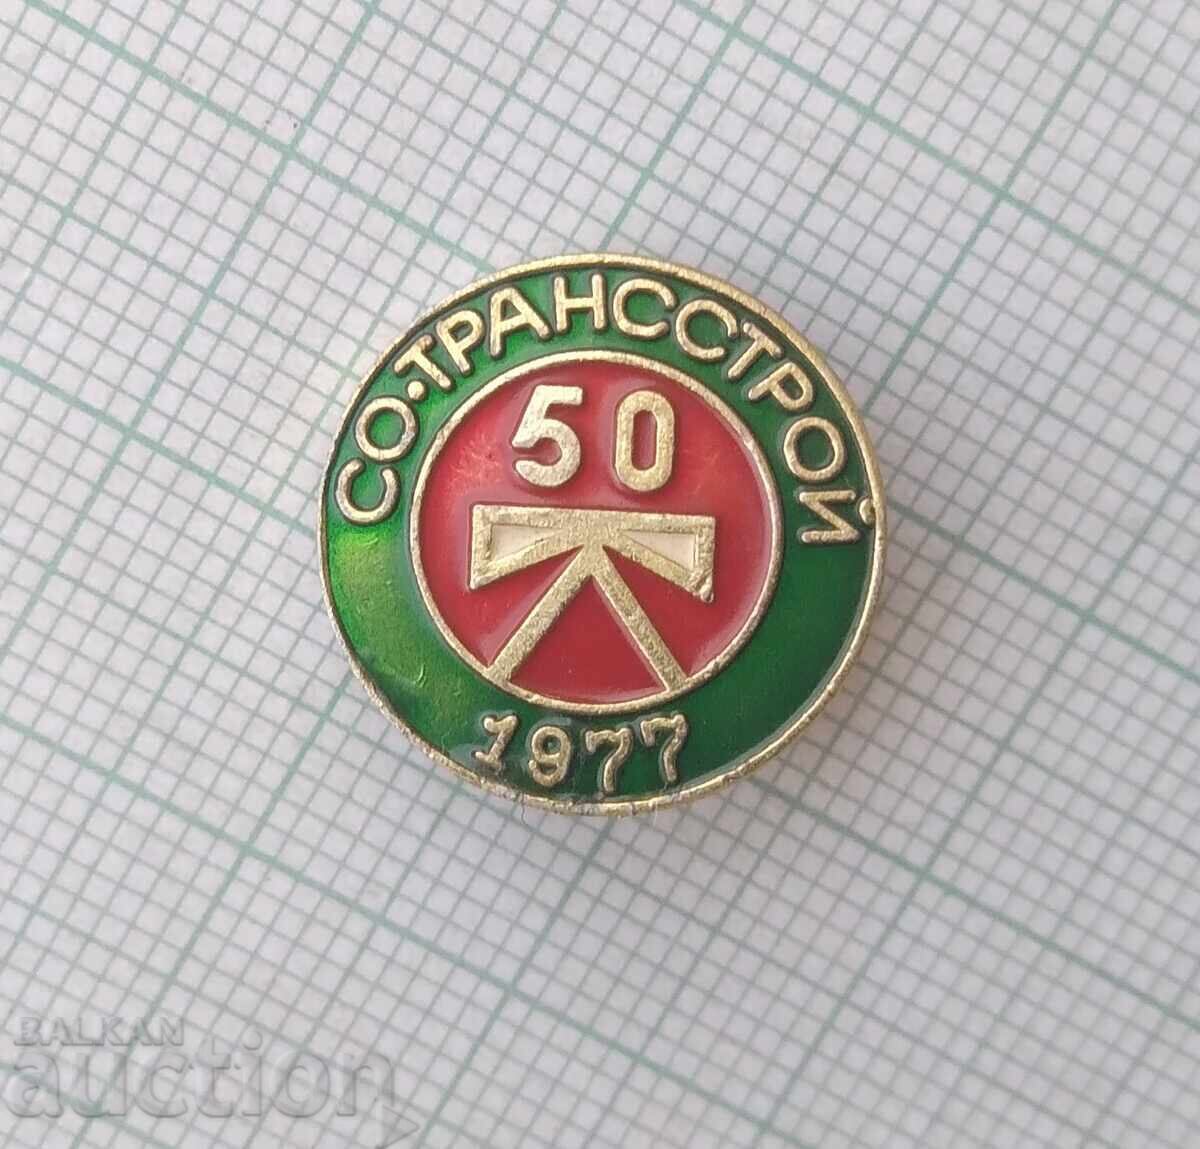 СО·ТРАНССТРОЙ
50
1977
BALKAN
auction